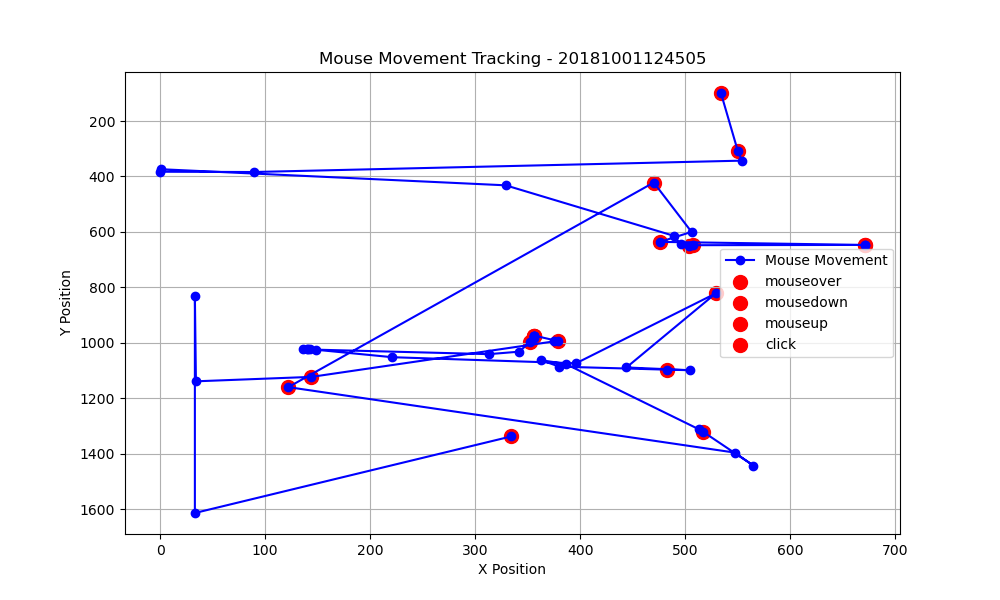 Mouse Movement Tracking - 20181001124505
200
400
600
800
1000
1200
1400
1600
Y Position
Mouse Movement
mouseover
mousedown
mouseup
click
0 100 200 300 400 500 600 700
X Position